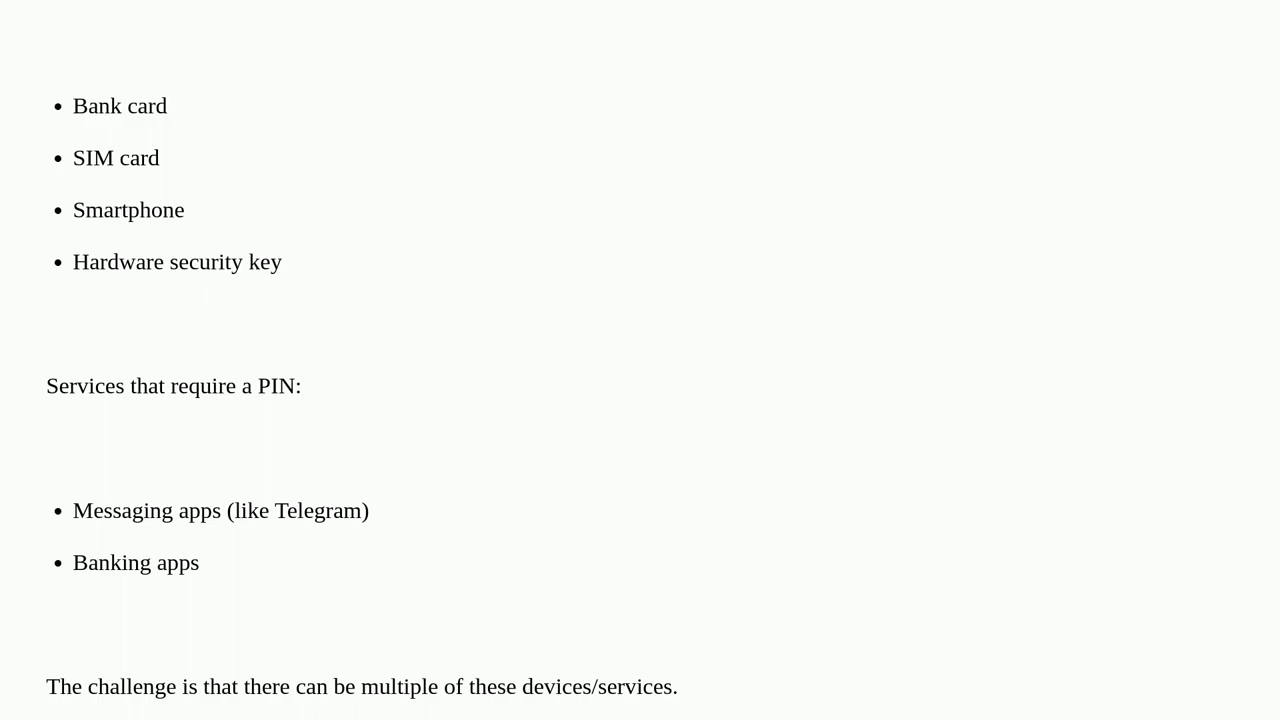 • Bank card
• SIM card
• Smartphone
• Hardware security key
Services that require a PIN:
• Messaging apps (like Telegram)
• Banking apps
The challenge is that there can be multiple of these devices/services.